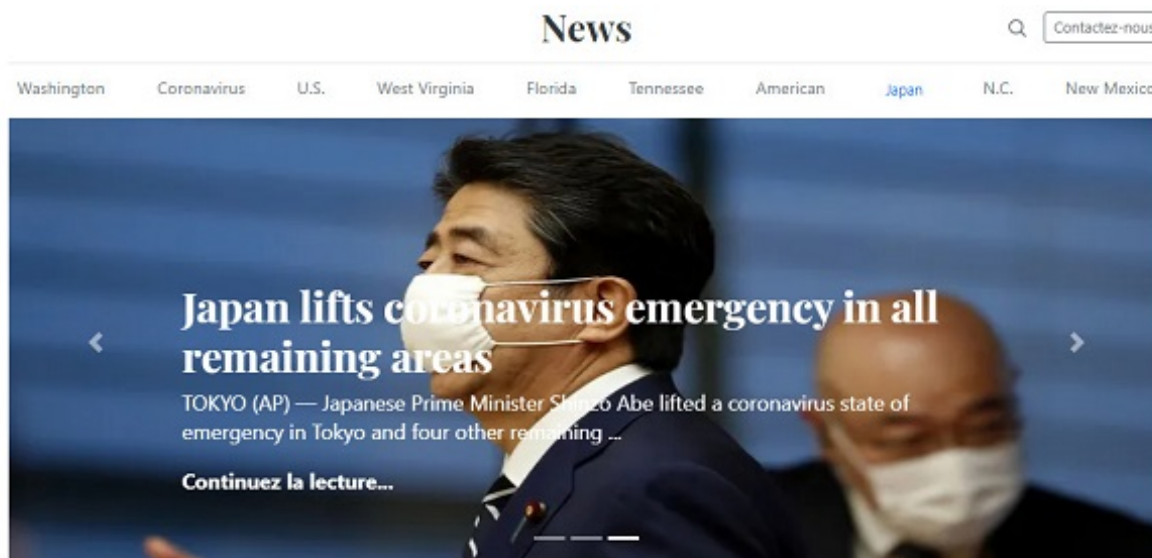 News
Contactez-nous
Washington Coronavirus U.S. West Virginia Florida Tennessee American Japan N.C. New Mexico
Japan lifts coronavirus emergency in all
remaining areas
TOKYO (AP) — Japanese Prime Minister Shinzo Abe lifted a coronavirus state of
emergency in Tokyo and four other remaining ...
Continuez la lecture...